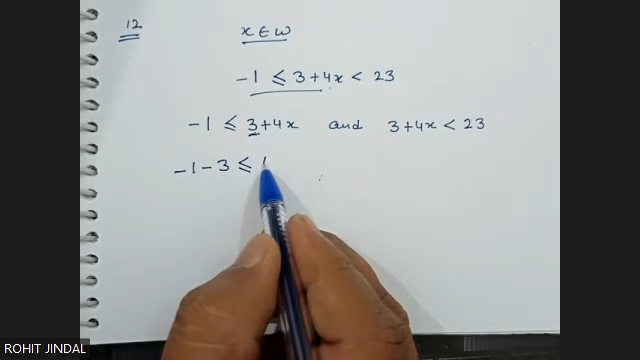 12
x ∈ W
-1 ≤ 3 + 4x < 23
-1 ≤ 3 + 4x and 3 + 4x < 23
-1 - 3 ≤
ROHIT JINDAL